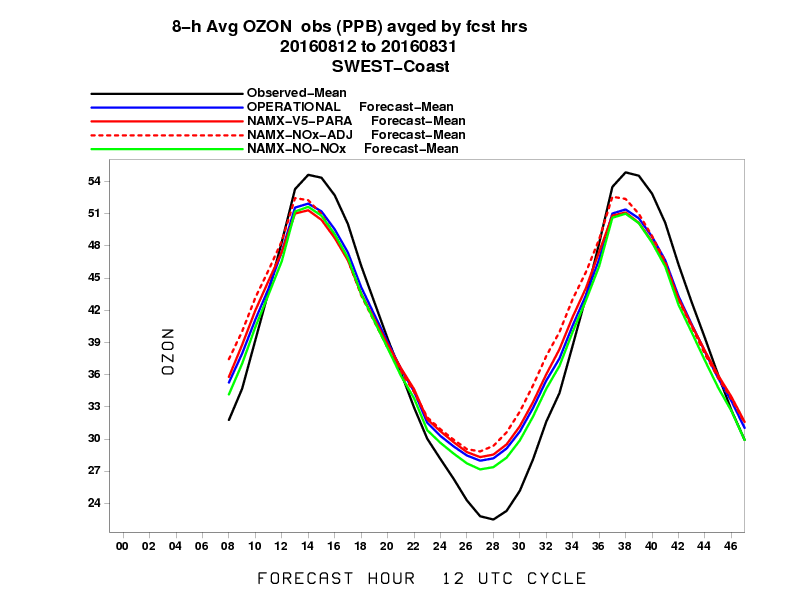 8-h Avg OZON obs (PPB) avged by fcst hrs
20160812 to 20160831
SWEST-Coast
Observed-Mean
OPERATIONAL Forecast-Mean
NAMX-V5-PARA Forecast-Mean
NAMX-NOx-ADJ Forecast-Mean
NAMX-NO-NOx Forecast-Mean
54
51
48
45
42
39
36
33
30
27
24
OZON
00 02 04 06 08 10 12 14 16 18 20 22 24 26 28 30 32 34 36 38 40 42 44 46
FORECAST HOUR 12 UTC CYCLE